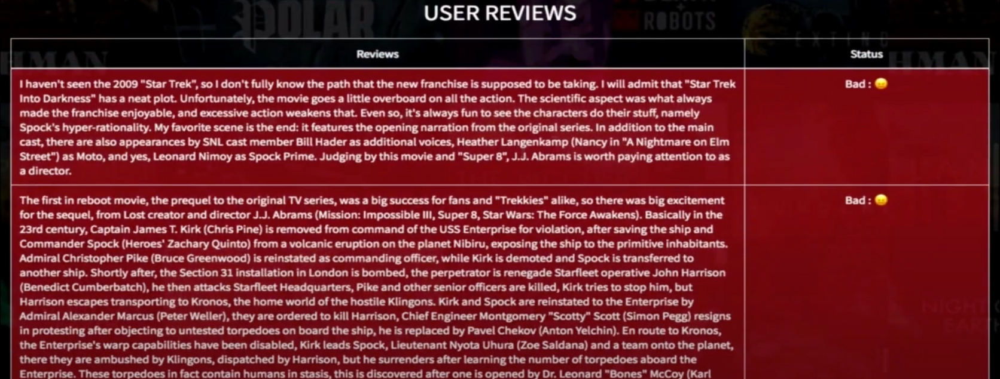 POLAR
ROBOTS
USER REVIEWS
EXTINC
HMAN
HMAN
Reviews
Status
I haven't seen the 2009 "Star Trek", so I don't fully know the path that the new franchise is supposed to be taking. I will admit that "Star Trek
Into Darkness" has a neat plot. Unfortunately, the movie goes a little overboard on all the action. The scientific aspect was what always
made the franchise enjoyable, and excessive action weakens that. Even so, it's always fun to see the characters do their stuff, namely
Spock's hyper-rationality. My favorite scene is the end: it features the opening narration from the original series. In addition to the main
cast, there are also appearances by SNL cast member Bill Hader as additional voices, Heather Langenkamp (Nancy in "A Nightmare on Elm
Street") as Moto, and yes, Leonard Nimoy as Spock Prime. Judging by this movie and "Super 8", J.J. Abrams is worth paying attention to as
a director.
Bad : 😖
The first in reboot movie, the prequel to the original TV series, was a big success for fans and "Trekkies" alike, so there was big excitement
for the sequel, from Lost creator and director J.J. Abrams (Mission: Impossible III, Super 8, Star Wars: The Force Awakens). Basically in the
23rd century, Captain James T. Kirk (Chris Pine) is removed from command of the USS Enterprise for violation, after saving the ship and
Commander Spock (Heroes' Zachary Quinto) from a volcanic eruption on the planet Nibiru, exposing the ship to the primitive inhabitants.
Admiral Christopher Pike (Bruce Greenwood) is reinstated as commanding officer, while Kirk is demoted and Spock is transferred to
another ship. Shortly after, the Section 31 installation in London is bombed, the perpetrator is renegade Starfleet operative John Harrison
(Benedict Cumberbatch), he then attacks Starfleet Headquarters, Pike and other senior officers are killed, Kirk tries to stop him, but
Harrison escapes transporting to Kronos, the home world of the hostile Klingons. Kirk and Spock are reinstated to the Enterprise by
Admiral Alexander Marcus (Peter Weller), they are ordered to kill Harrison, Chief Engineer Montgomery "Scotty" Scott (Simon Pegg) resigns
in protesting after objecting to untested torpedoes on board the ship, he is replaced by Pavel Chekov (Anton Yelchin). En route to Kronos,
the Enterprise's warp capabilities have been disabled, Kirk leads Spock, Lieutenant Nyota Uhura (Zoe Saldana) and a team onto the planet,
there they are ambushed by Klingons, dispatched by Harrison, but he surrenders after learning the number of torpedoes aboard the
Enterprise. These torpedoes in fact contain humans in stasis, this is discovered after one is opened by Dr. Leonard "Bones" McCoy (Karl
Bad : 😖
NIGHT
EARTH